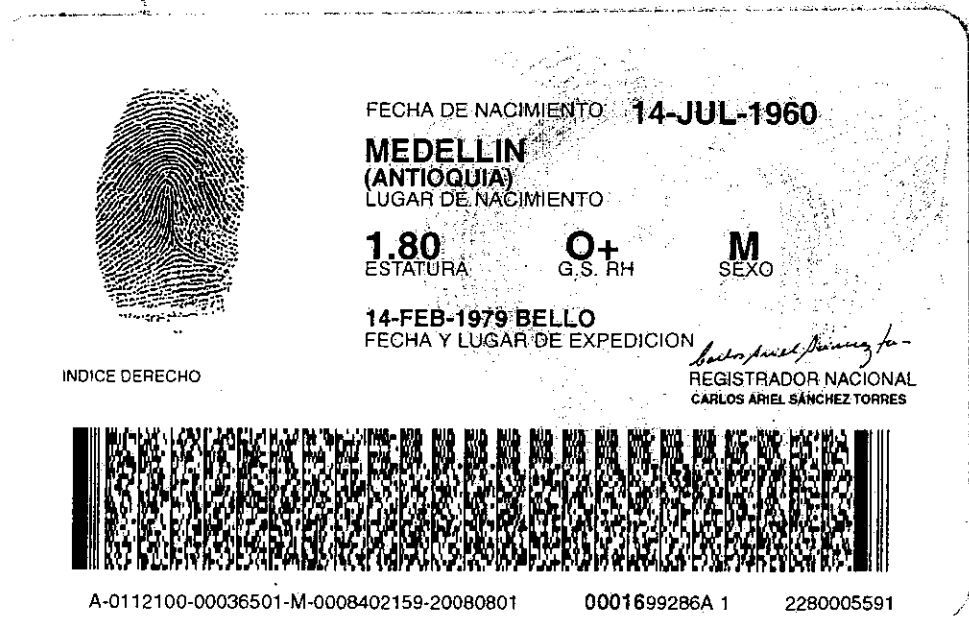 FECHA DE NACIMIENTO 14-JUL-1960
MEDELLIN
(ANTIOQUIA)
LUGAR DE NACIMIENTO
1.80 O+ M
ESTATURA G.S. RH SEXO
14-FEB-1979 BELLO
FECHA Y LUGAR DE EXPEDICION
INDICE DERECHO
REGISTRADOR NACIONAL
CARLOS ARIEL SÁNCHEZ TORRES
A-0112100-00036501-M-0008402159-20080801 0001699286A 1 2280005591